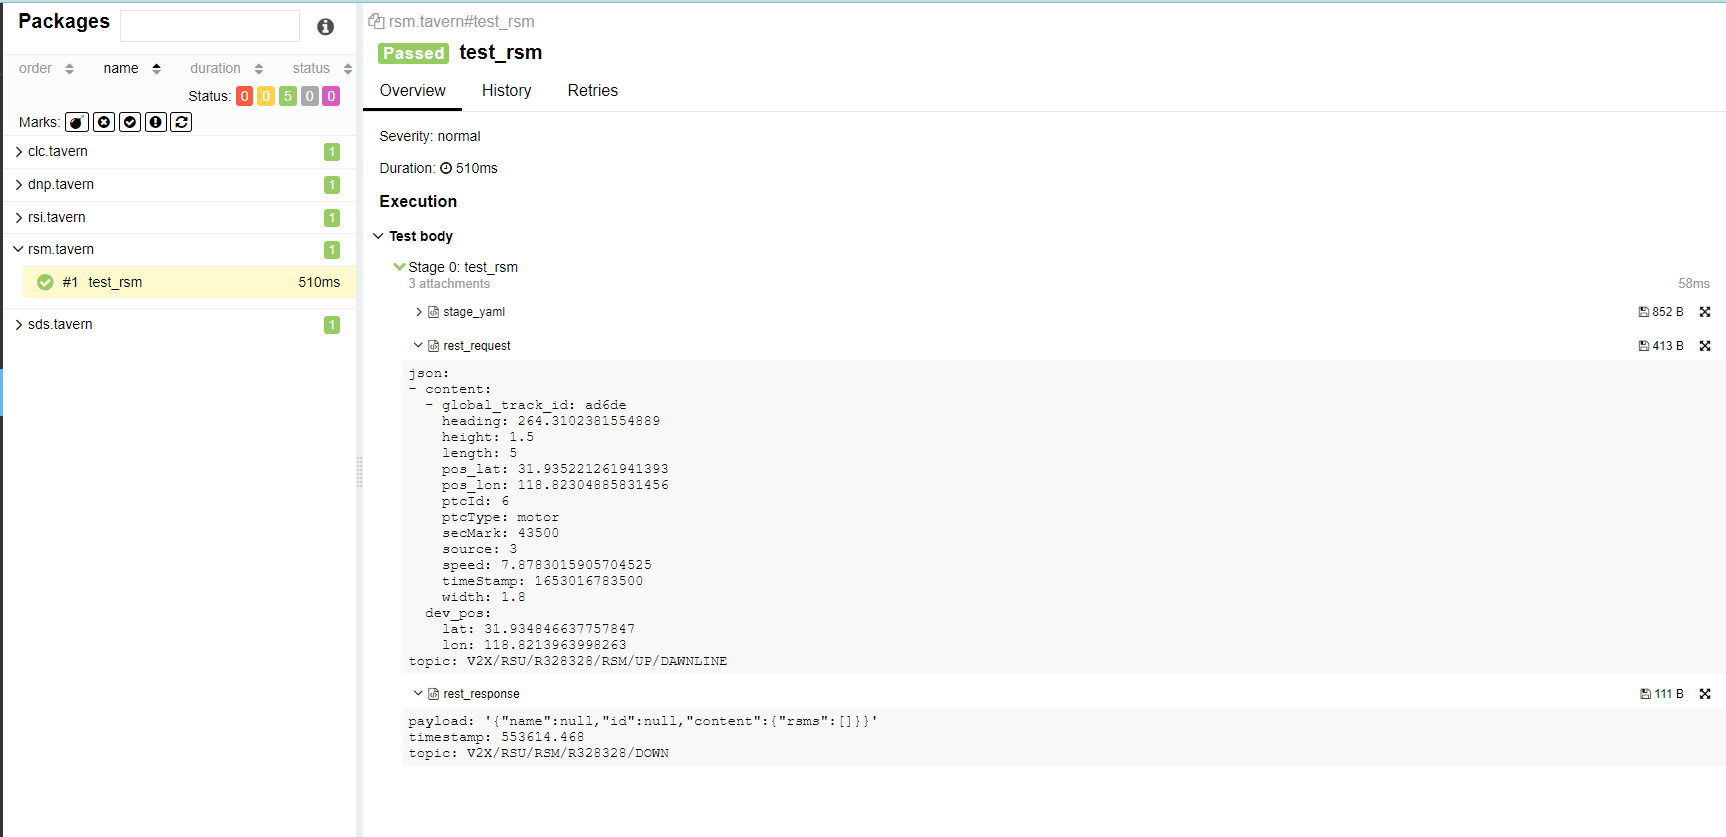 Packages
order name duration status
Status: 0 0 5 0 0
Marks:
clc.tavern 1
dnp.tavern 1
rsi.tavern 1
rsm.tavern 1
#1 test_rsm 510ms
sds.tavern 1
rsm.tavern#test_rsm
Passed test_rsm
Overview History Retries
Severity: normal
Duration: 510ms
Execution
Test body
Stage 0: test_rsm
3 attachments 58ms
stage_yaml 852 B
rest_request 413 B
json:
- content:
  - global_track_id: ad6de
    heading: 264.3102381554889
    height: 1.5
    length: 5
    pos_lat: 31.935221261941393
    pos_lon: 118.82304885831456
    ptcId: 6
    ptcType: motor
    secMark: 43500
    source: 3
    speed: 7.8783015905704525
    timeStamp: 1653016783500
    width: 1.8
  dev_pos:
    lat: 31.934846637757847
    lon: 118.8213963998263
topic: V2X/RSU/R328328/RSM/UP/DAWNLINE
rest_response 111 B
payload: '{"name":null,"id":null,"content":{"rsms":[]}}'
timestamp: 553614.468
topic: V2X/RSU/RSM/R328328/DOWN